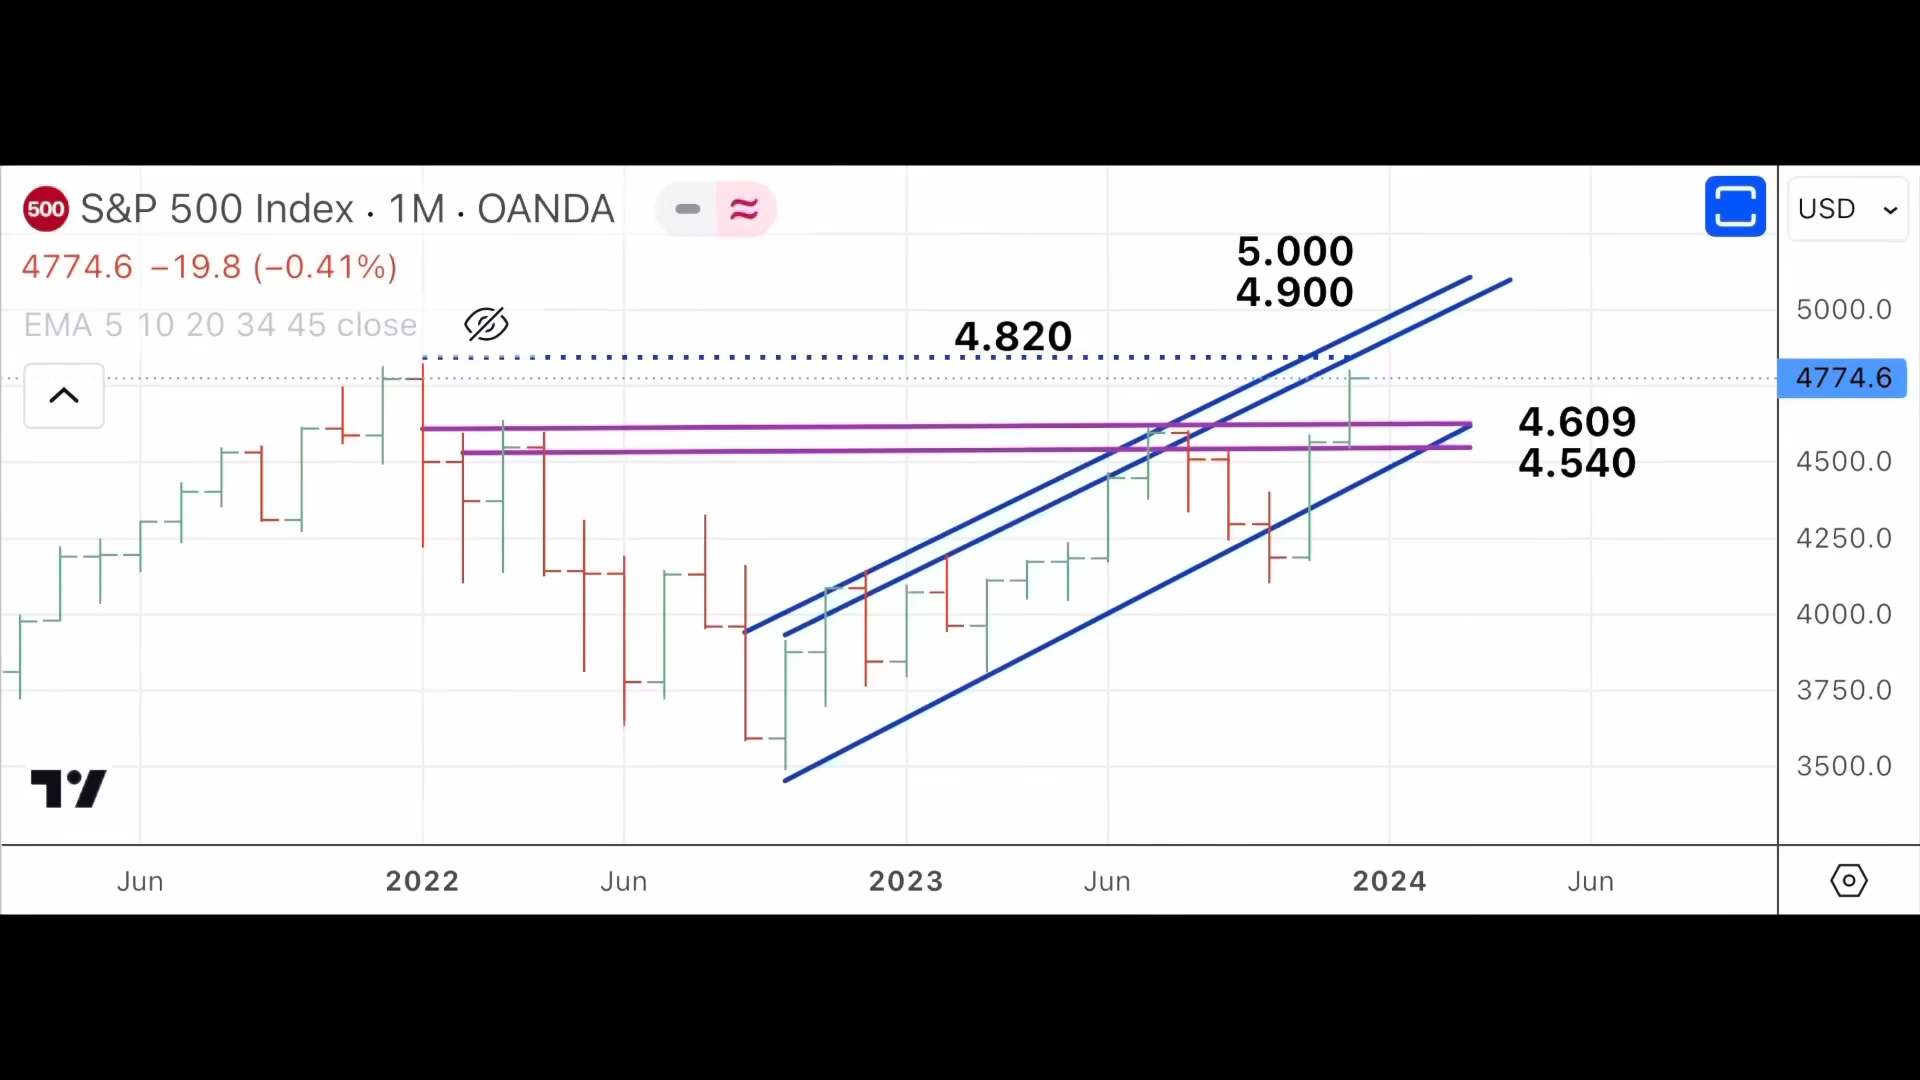 500 S&P 500 Index · 1M · OANDA
USD
4774.6 −19.8 (−0.41%)
EMA 5 10 20 34 45 close
5.000
4.900
4.820
4.609
4.540
5000.0
4774.6
4500.0
4250.0
4000.0
3750.0
3500.0
Jun 2022 Jun 2023 Jun 2024 Jun